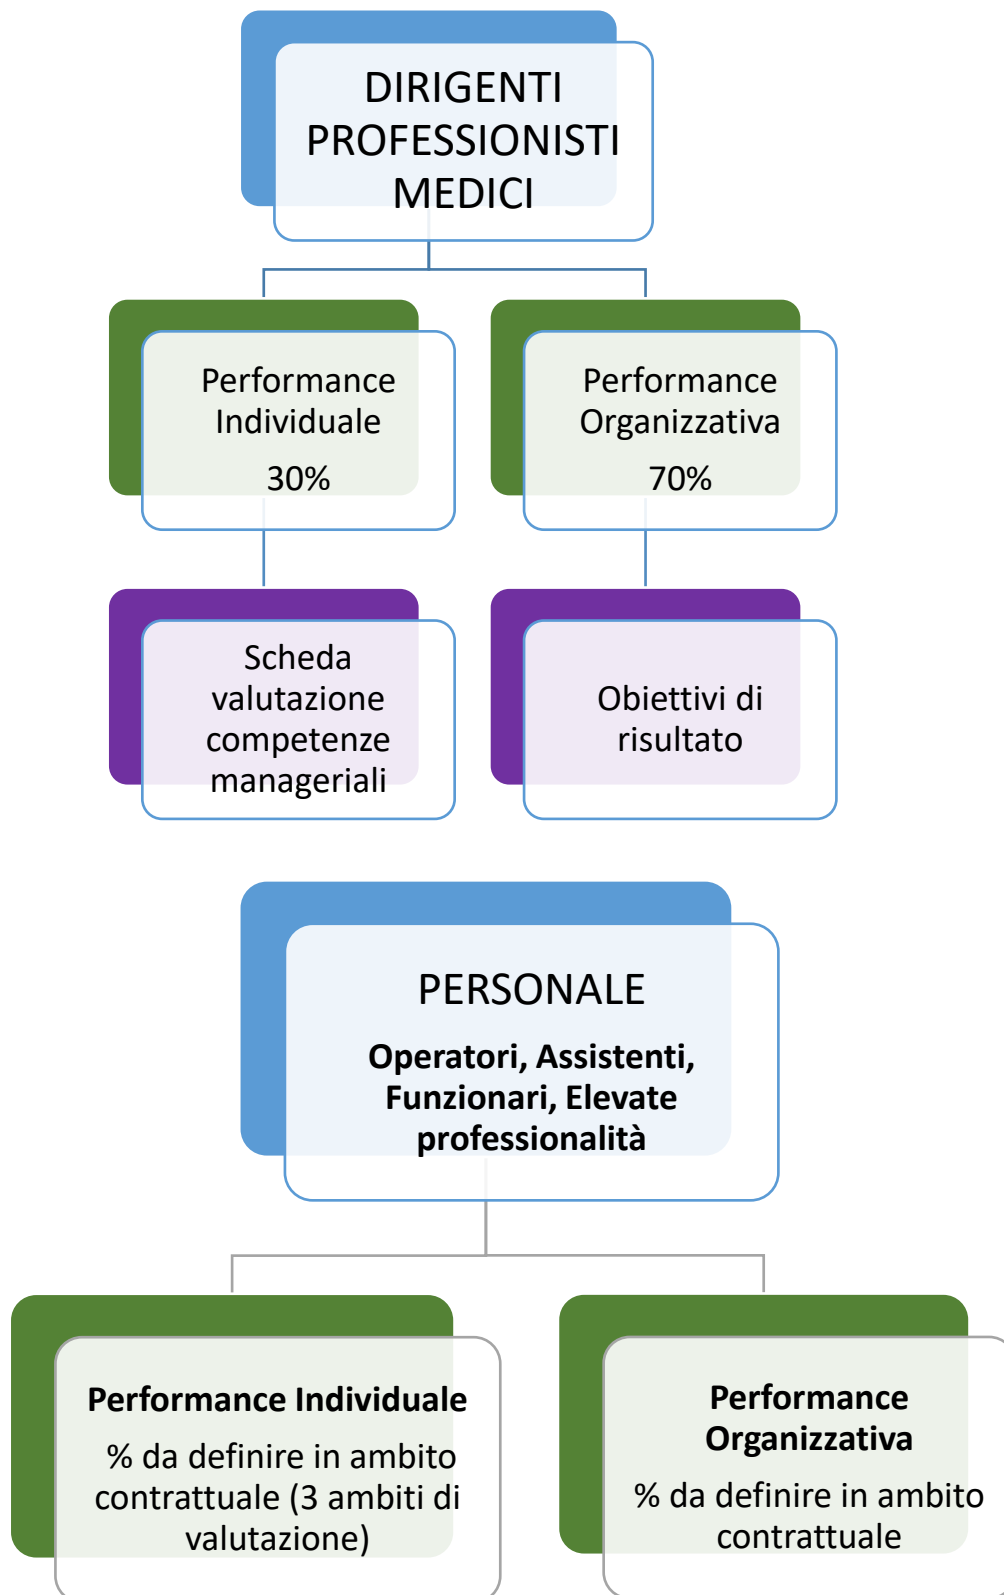 DIRIGENTI
PROFESSIONISTI
MEDICI
Performance
Individuale
30%
Performance
Organizzativa
70%
Scheda
valutazione
competenze
manageriali
Obiettivi di
risultato
PERSONALE
Operatori, Assistenti,
Funzionari, Elevate
professionalità
Performance Individuale
% da definire in ambito
contrattuale (3 ambiti di
valutazione)
Performance
Organizzativa
% da definire in ambito
contrattuale